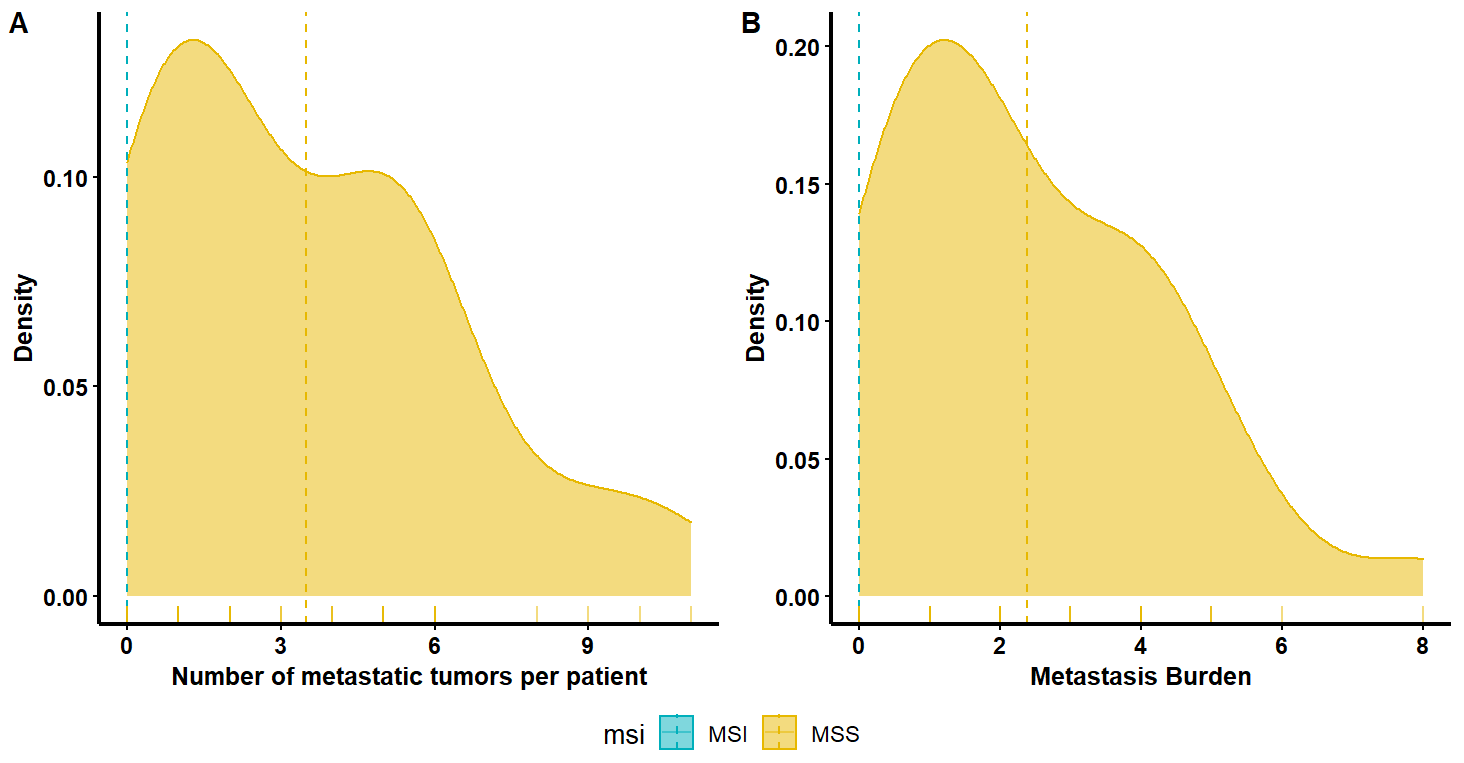 A
B
Density
0.10
0.05
0.00
0 3 6 9
Number of metastatic tumors per patient
Density
0.20
0.15
0.10
0.05
0.00
0 2 4 6 8
Metastasis Burden
msi MSI MSS